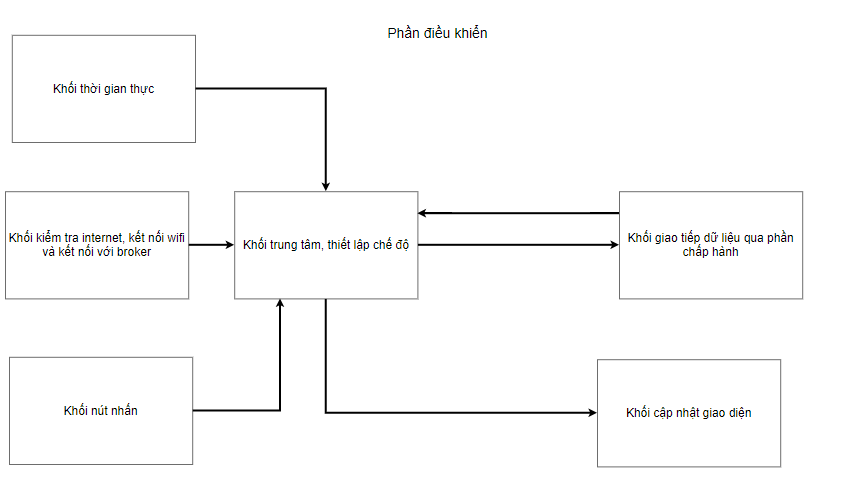 Phần điều khiển
Khối thời gian thực
Khối kiểm tra internet, kết nối wifi
và kết nối với broker
Khối trung tâm, thiết lập chế độ
Khối giao tiếp dữ liệu qua phần
chấp hành
Khối nút nhấn
Khối cập nhật giao diện